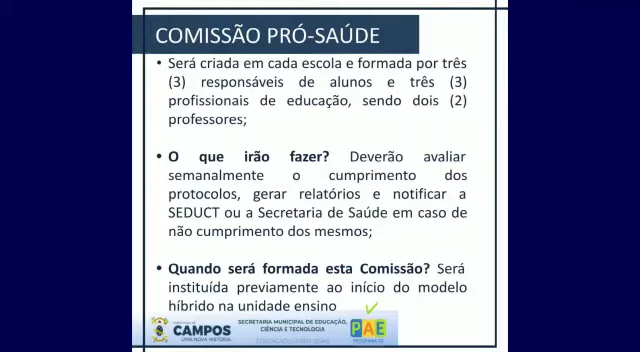 COMISSÃO PRÓ-SAÚDE
• Será criada em cada escola e formada por três
(3) responsáveis de alunos e três (3)
profissionais de educação, sendo dois (2)
professores;
• O que irão fazer? Deverão avaliar
semanalmente o cumprimento dos
protocolos, gerar relatórios e notificar a
SEDUCT ou a Secretaria de Saúde em caso de
não cumprimento dos mesmos;
• Quando será formada esta Comissão? Será
instituída previamente ao início do modelo
híbrido na unidade ensino
CAMPOS
UMA NOVA HISTÓRIA
SECRETARIA MUNICIPAL DE EDUCAÇÃO,
CIÊNCIA E TECNOLOGIA
PAE